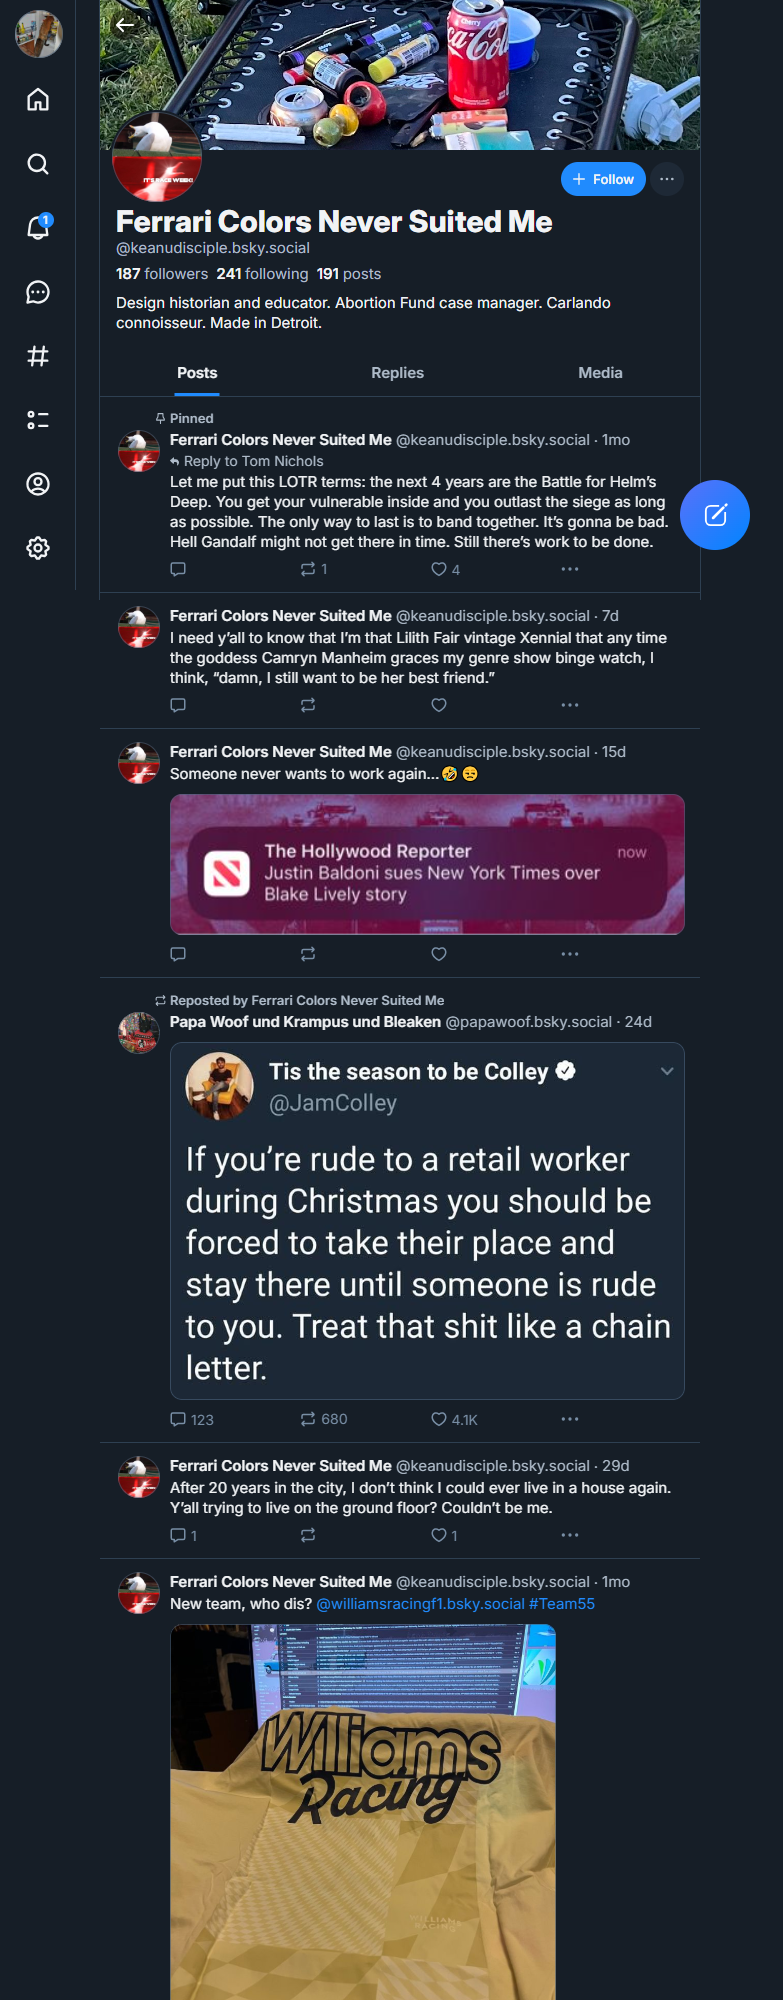 Cherry
Coca-Cola
IT'S RACE WEEK!
1
+ Follow
Ferrari Colors Never Suited Me
@keanudisciple.bsky.social
187 followers 241 following 191 posts
Design historian and educator. Abortion Fund case manager. Carlando
connoisseur. Made in Detroit.
Posts Replies Media
Pinned
Ferrari Colors Never Suited Me @keanudisciple.bsky.social · 1mo
Reply to Tom Nichols
Let me put this LOTR terms: the next 4 years are the Battle for Helm's
Deep. You get your vulnerable inside and you outlast the siege as long
as possible. The only way to last is to band together. It's gonna be bad.
Hell Gandalf might not get there in time. Still there's work to be done.
1 4
Ferrari Colors Never Suited Me @keanudisciple.bsky.social · 7d
I need y'all to know that I'm that Lilith Fair vintage Xennial that any time
the goddess Camryn Manheim graces my genre show binge watch, I
think, “damn, I still want to be her best friend.”
Ferrari Colors Never Suited Me @keanudisciple.bsky.social · 15d
Someone never wants to work again...🤣😒
The Hollywood Reporter now
Justin Baldoni sues New York Times over
Blake Lively story
Reposted by Ferrari Colors Never Suited Me
Papa Woof und Krampus und Bleaken @papawoof.bsky.social · 24d
Tis the season to be Colley
@JamColley
If you're rude to a retail worker
during Christmas you should be
forced to take their place and
stay there until someone is rude
to you. Treat that shit like a chain
letter.
123 680 4.1K
Ferrari Colors Never Suited Me @keanudisciple.bsky.social · 29d
After 20 years in the city, I don't think I could ever live in a house again.
Y'all trying to live on the ground floor? Couldn't be me.
1 1
Ferrari Colors Never Suited Me @keanudisciple.bsky.social · 1mo
New team, who dis? @williamsracingf1.bsky.social #Team55
Williams
Racing
WILLIAMS
RACING